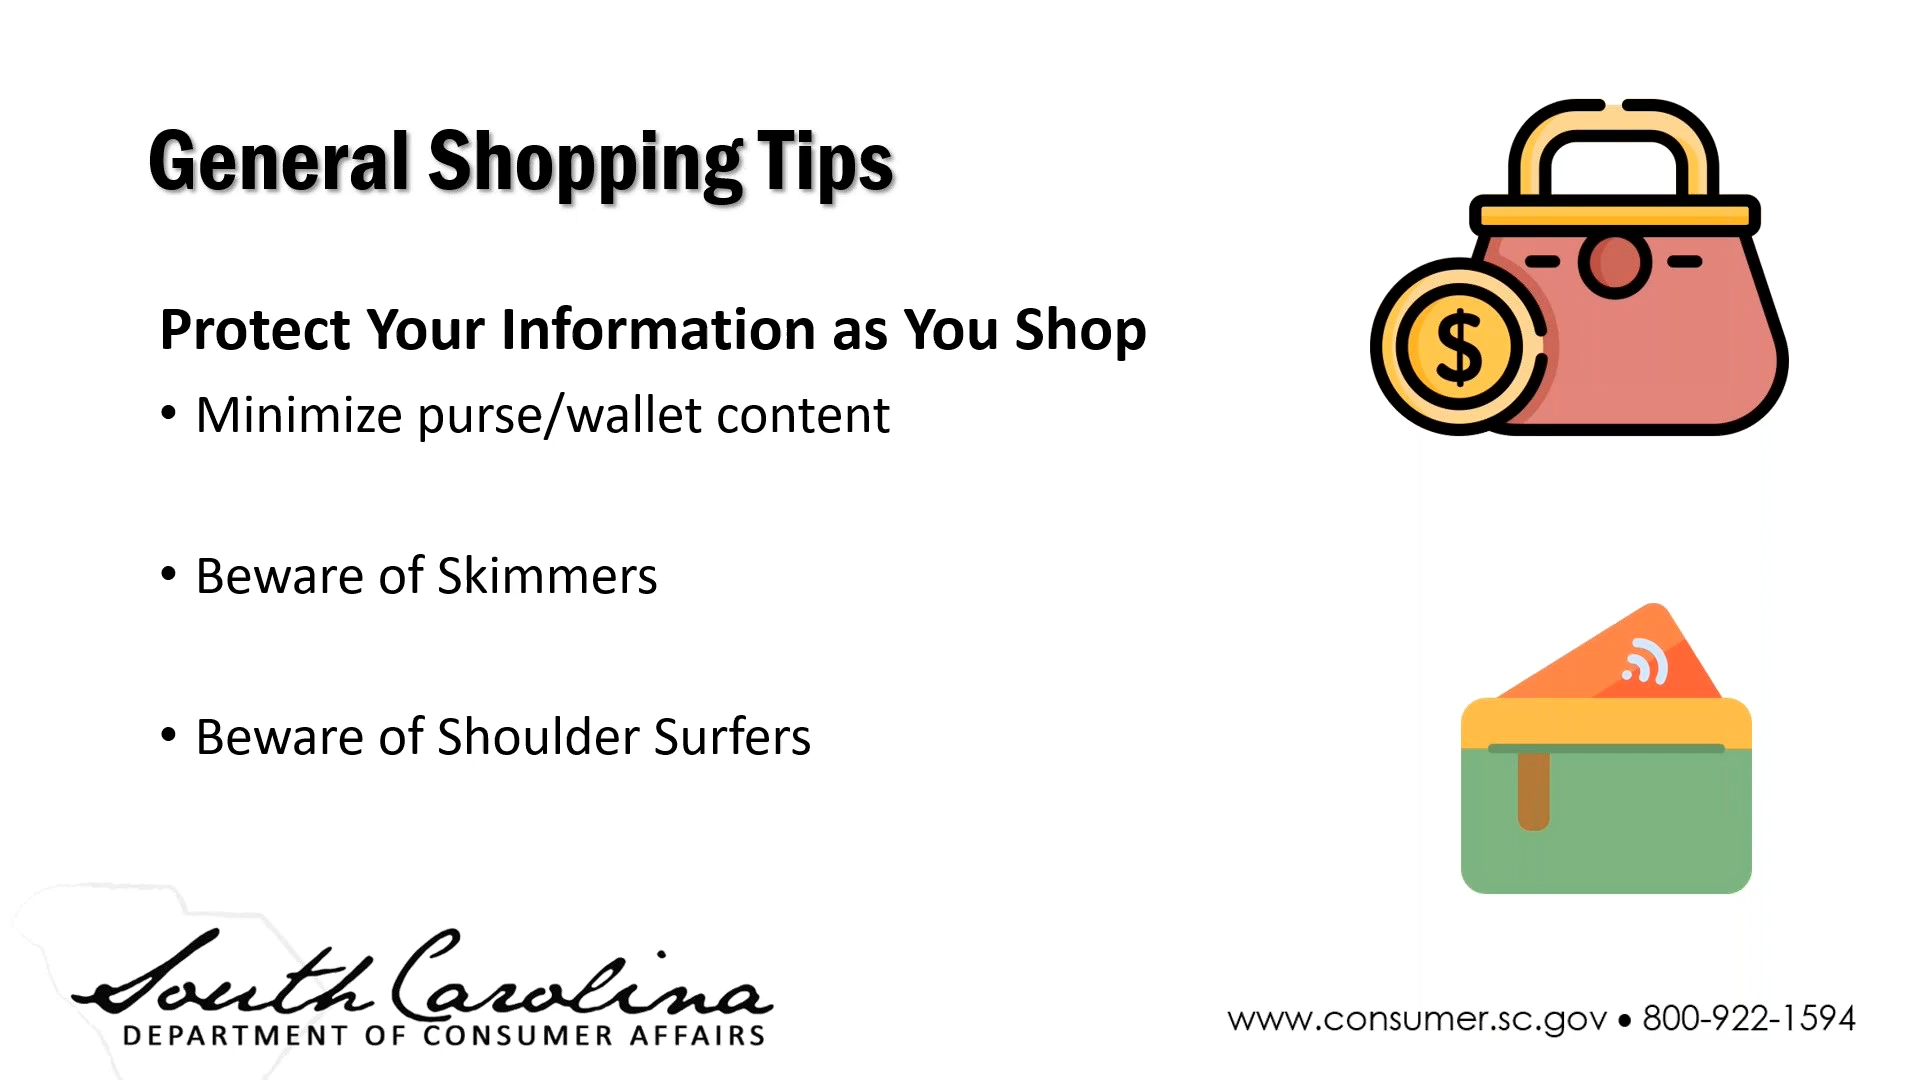 General Shopping Tips
Protect Your Information as You Shop
• Minimize purse/wallet content
• Beware of Skimmers
• Beware of Shoulder Surfers
$
South Carolina
DEPARTMENT OF CONSUMER AFFAIRS
www.consumer.sc.gov • 800-922-1594